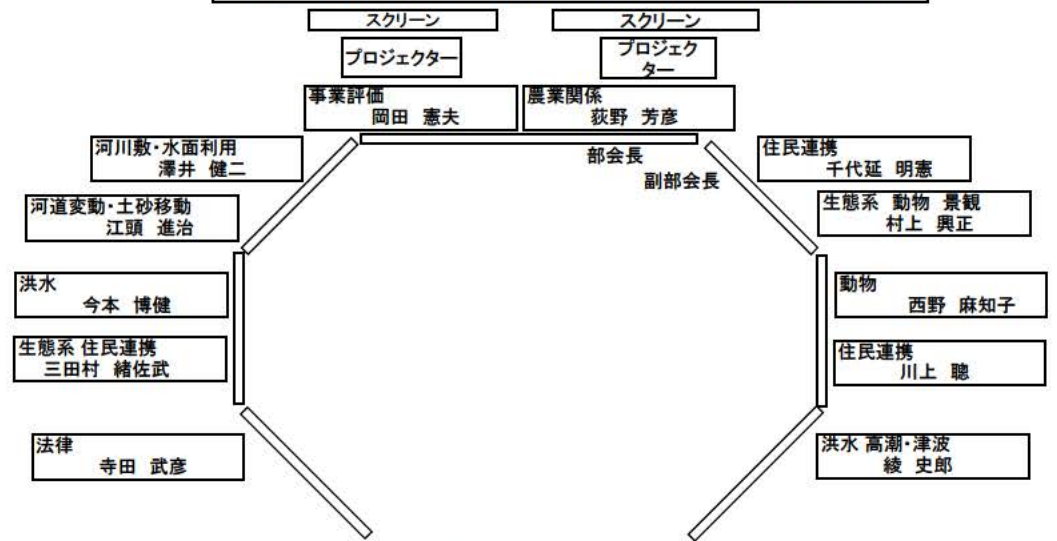 スクリーン
スクリーン
プロジェクター
プロジェク
ター
事業評価
岡田 憲夫
農業関係
荻野 芳彦
部会長
副部会長
河川敷・水面利用
澤井 健二
住民連携
千代延 明憲
河道変動・土砂移動
江頭 進治
生態系 動物 景観
村上 興正
洪水
今本 博健
動物
西野 麻知子
生態系 住民連携
三田村 緒佐武
住民連携
川上 聰
法律
寺田 武彦
洪水 高潮・津波
綾 史郎